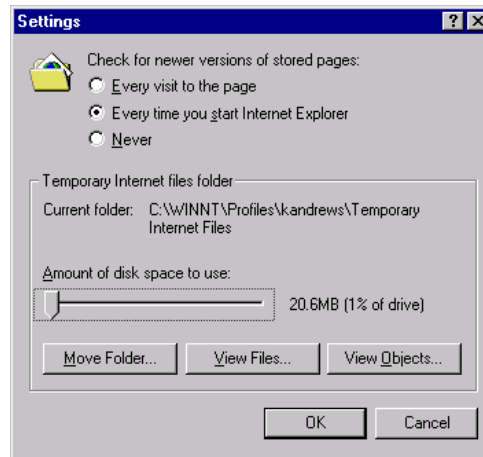 Settings
Check for newer versions of stored pages:
Every visit to the page
Every time you start Internet Explorer
Never
Temporary Internet files folder
Current folder: C:\WINNT\Profiles\kandrews\Temporary
Internet Files
Amount of disk space to use:
20.6MB (1% of drive)
Move Folder... View Files... View Objects...
OK Cancel